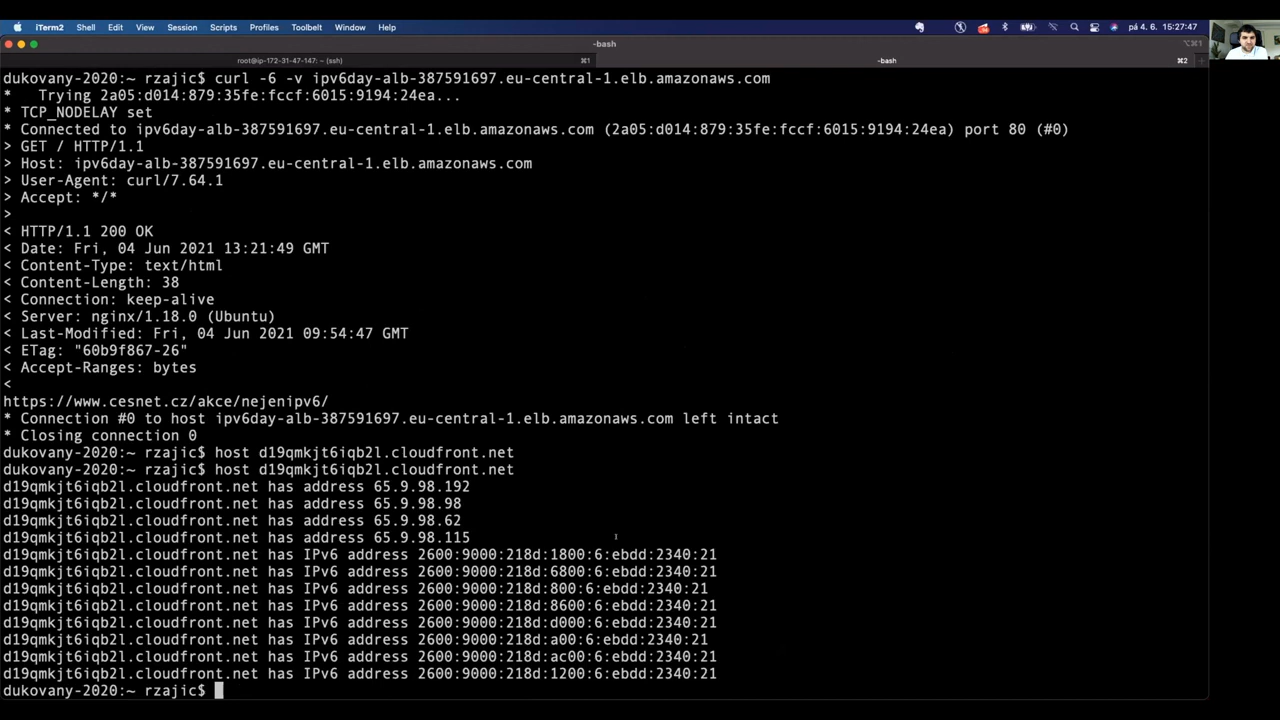 iTerm2 Shell Edit View Session Scripts Profiles Toolbelt Window Help pá 4. 6. 15:27:47
-bash ⌥⌘1
root@ip-172-31-47-147: ~ (ssh) ⌘1 -bash ⌘2
dukovany-2020:~ rzajic$ curl -6 -v ipv6day-alb-387591697.eu-central-1.elb.amazonaws.com
*   Trying 2a05:d014:879:35fe:fccf:6015:9194:24ea...
* TCP_NODELAY set
* Connected to ipv6day-alb-387591697.eu-central-1.elb.amazonaws.com (2a05:d014:879:35fe:fccf:6015:9194:24ea) port 80 (#0)
> GET / HTTP/1.1
> Host: ipv6day-alb-387591697.eu-central-1.elb.amazonaws.com
> User-Agent: curl/7.64.1
> Accept: */*
>
< HTTP/1.1 200 OK
< Date: Fri, 04 Jun 2021 13:21:49 GMT
< Content-Type: text/html
< Content-Length: 38
< Connection: keep-alive
< Server: nginx/1.18.0 (Ubuntu)
< Last-Modified: Fri, 04 Jun 2021 09:54:47 GMT
< ETag: "60b9f867-26"
< Accept-Ranges: bytes
<
https://www.cesnet.cz/akce/nejenipv6/
* Connection #0 to host ipv6day-alb-387591697.eu-central-1.elb.amazonaws.com left intact
* Closing connection 0
dukovany-2020:~ rzajic$ host d19qmkjt6iqb2l.cloudfront.net
dukovany-2020:~ rzajic$ host d19qmkjt6iqb2l.cloudfront.net
d19qmkjt6iqb2l.cloudfront.net has address 65.9.98.192
d19qmkjt6iqb2l.cloudfront.net has address 65.9.98.98
d19qmkjt6iqb2l.cloudfront.net has address 65.9.98.62
d19qmkjt6iqb2l.cloudfront.net has address 65.9.98.115
d19qmkjt6iqb2l.cloudfront.net has IPv6 address 2600:9000:218d:1800:6:ebdd:2340:21
d19qmkjt6iqb2l.cloudfront.net has IPv6 address 2600:9000:218d:6800:6:ebdd:2340:21
d19qmkjt6iqb2l.cloudfront.net has IPv6 address 2600:9000:218d:800:6:ebdd:2340:21
d19qmkjt6iqb2l.cloudfront.net has IPv6 address 2600:9000:218d:8600:6:ebdd:2340:21
d19qmkjt6iqb2l.cloudfront.net has IPv6 address 2600:9000:218d:d000:6:ebdd:2340:21
d19qmkjt6iqb2l.cloudfront.net has IPv6 address 2600:9000:218d:a00:6:ebdd:2340:21
d19qmkjt6iqb2l.cloudfront.net has IPv6 address 2600:9000:218d:ac00:6:ebdd:2340:21
d19qmkjt6iqb2l.cloudfront.net has IPv6 address 2600:9000:218d:1200:6:ebdd:2340:21
dukovany-2020:~ rzajic$